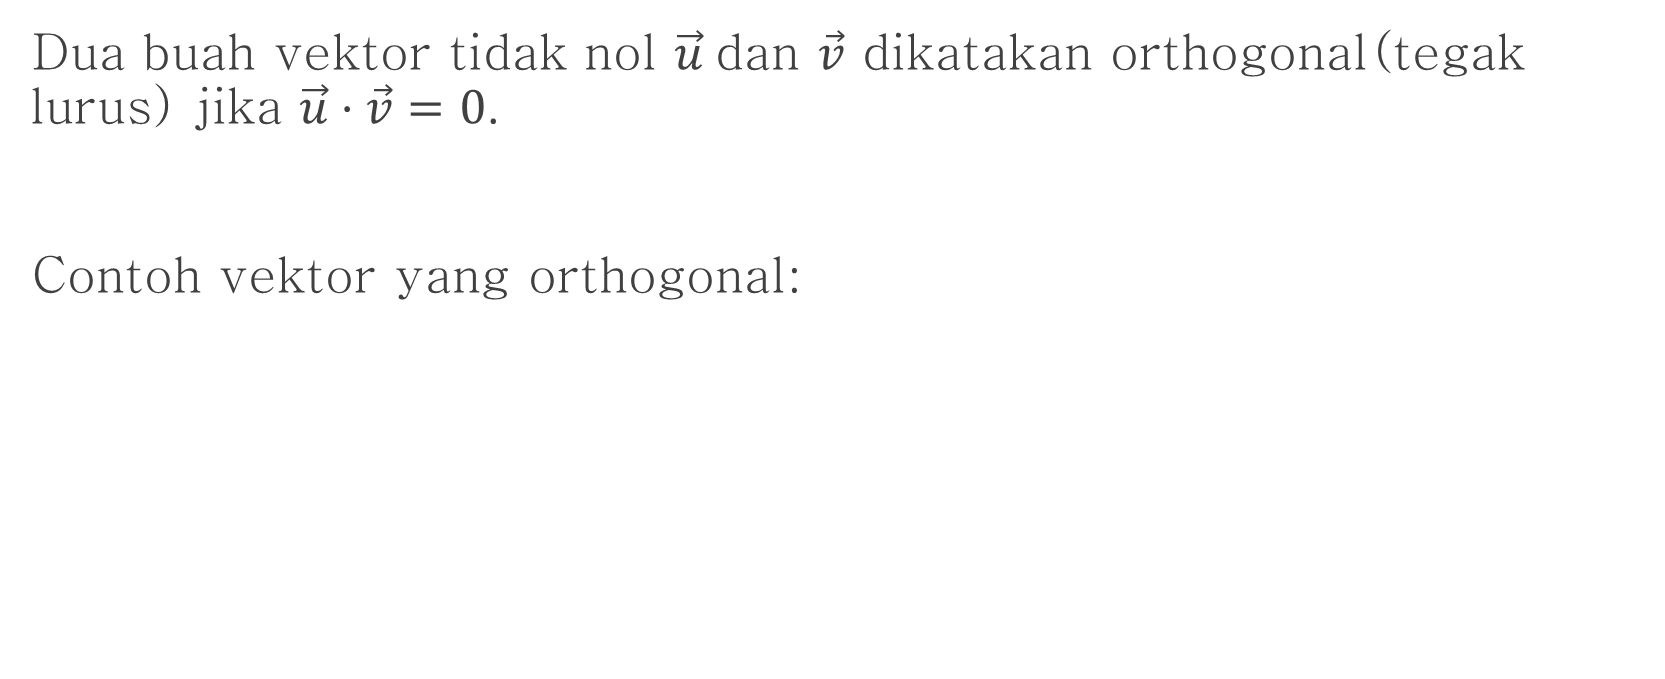 Dua buah vektor tidak nol u⃗ dan v⃗ dikatakan orthogonal(tegak
lurus) jika u⃗ · v⃗ = 0.
Contoh vektor yang orthogonal: